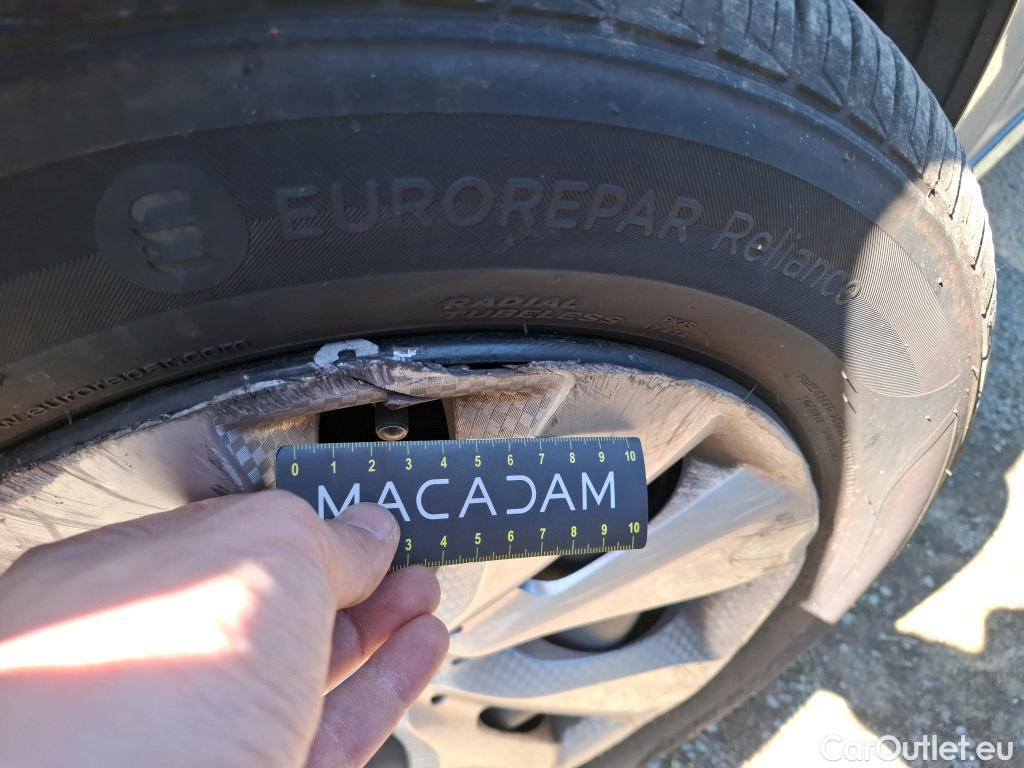 EUROREPAR Reliance
RADIAL
TUBELESS
www.eurorepar.com
0 1 2 3 4 5 6 7 8 9 10
MACADAM
3 4 5 6 7 8 9 10
CarOutlet.eu